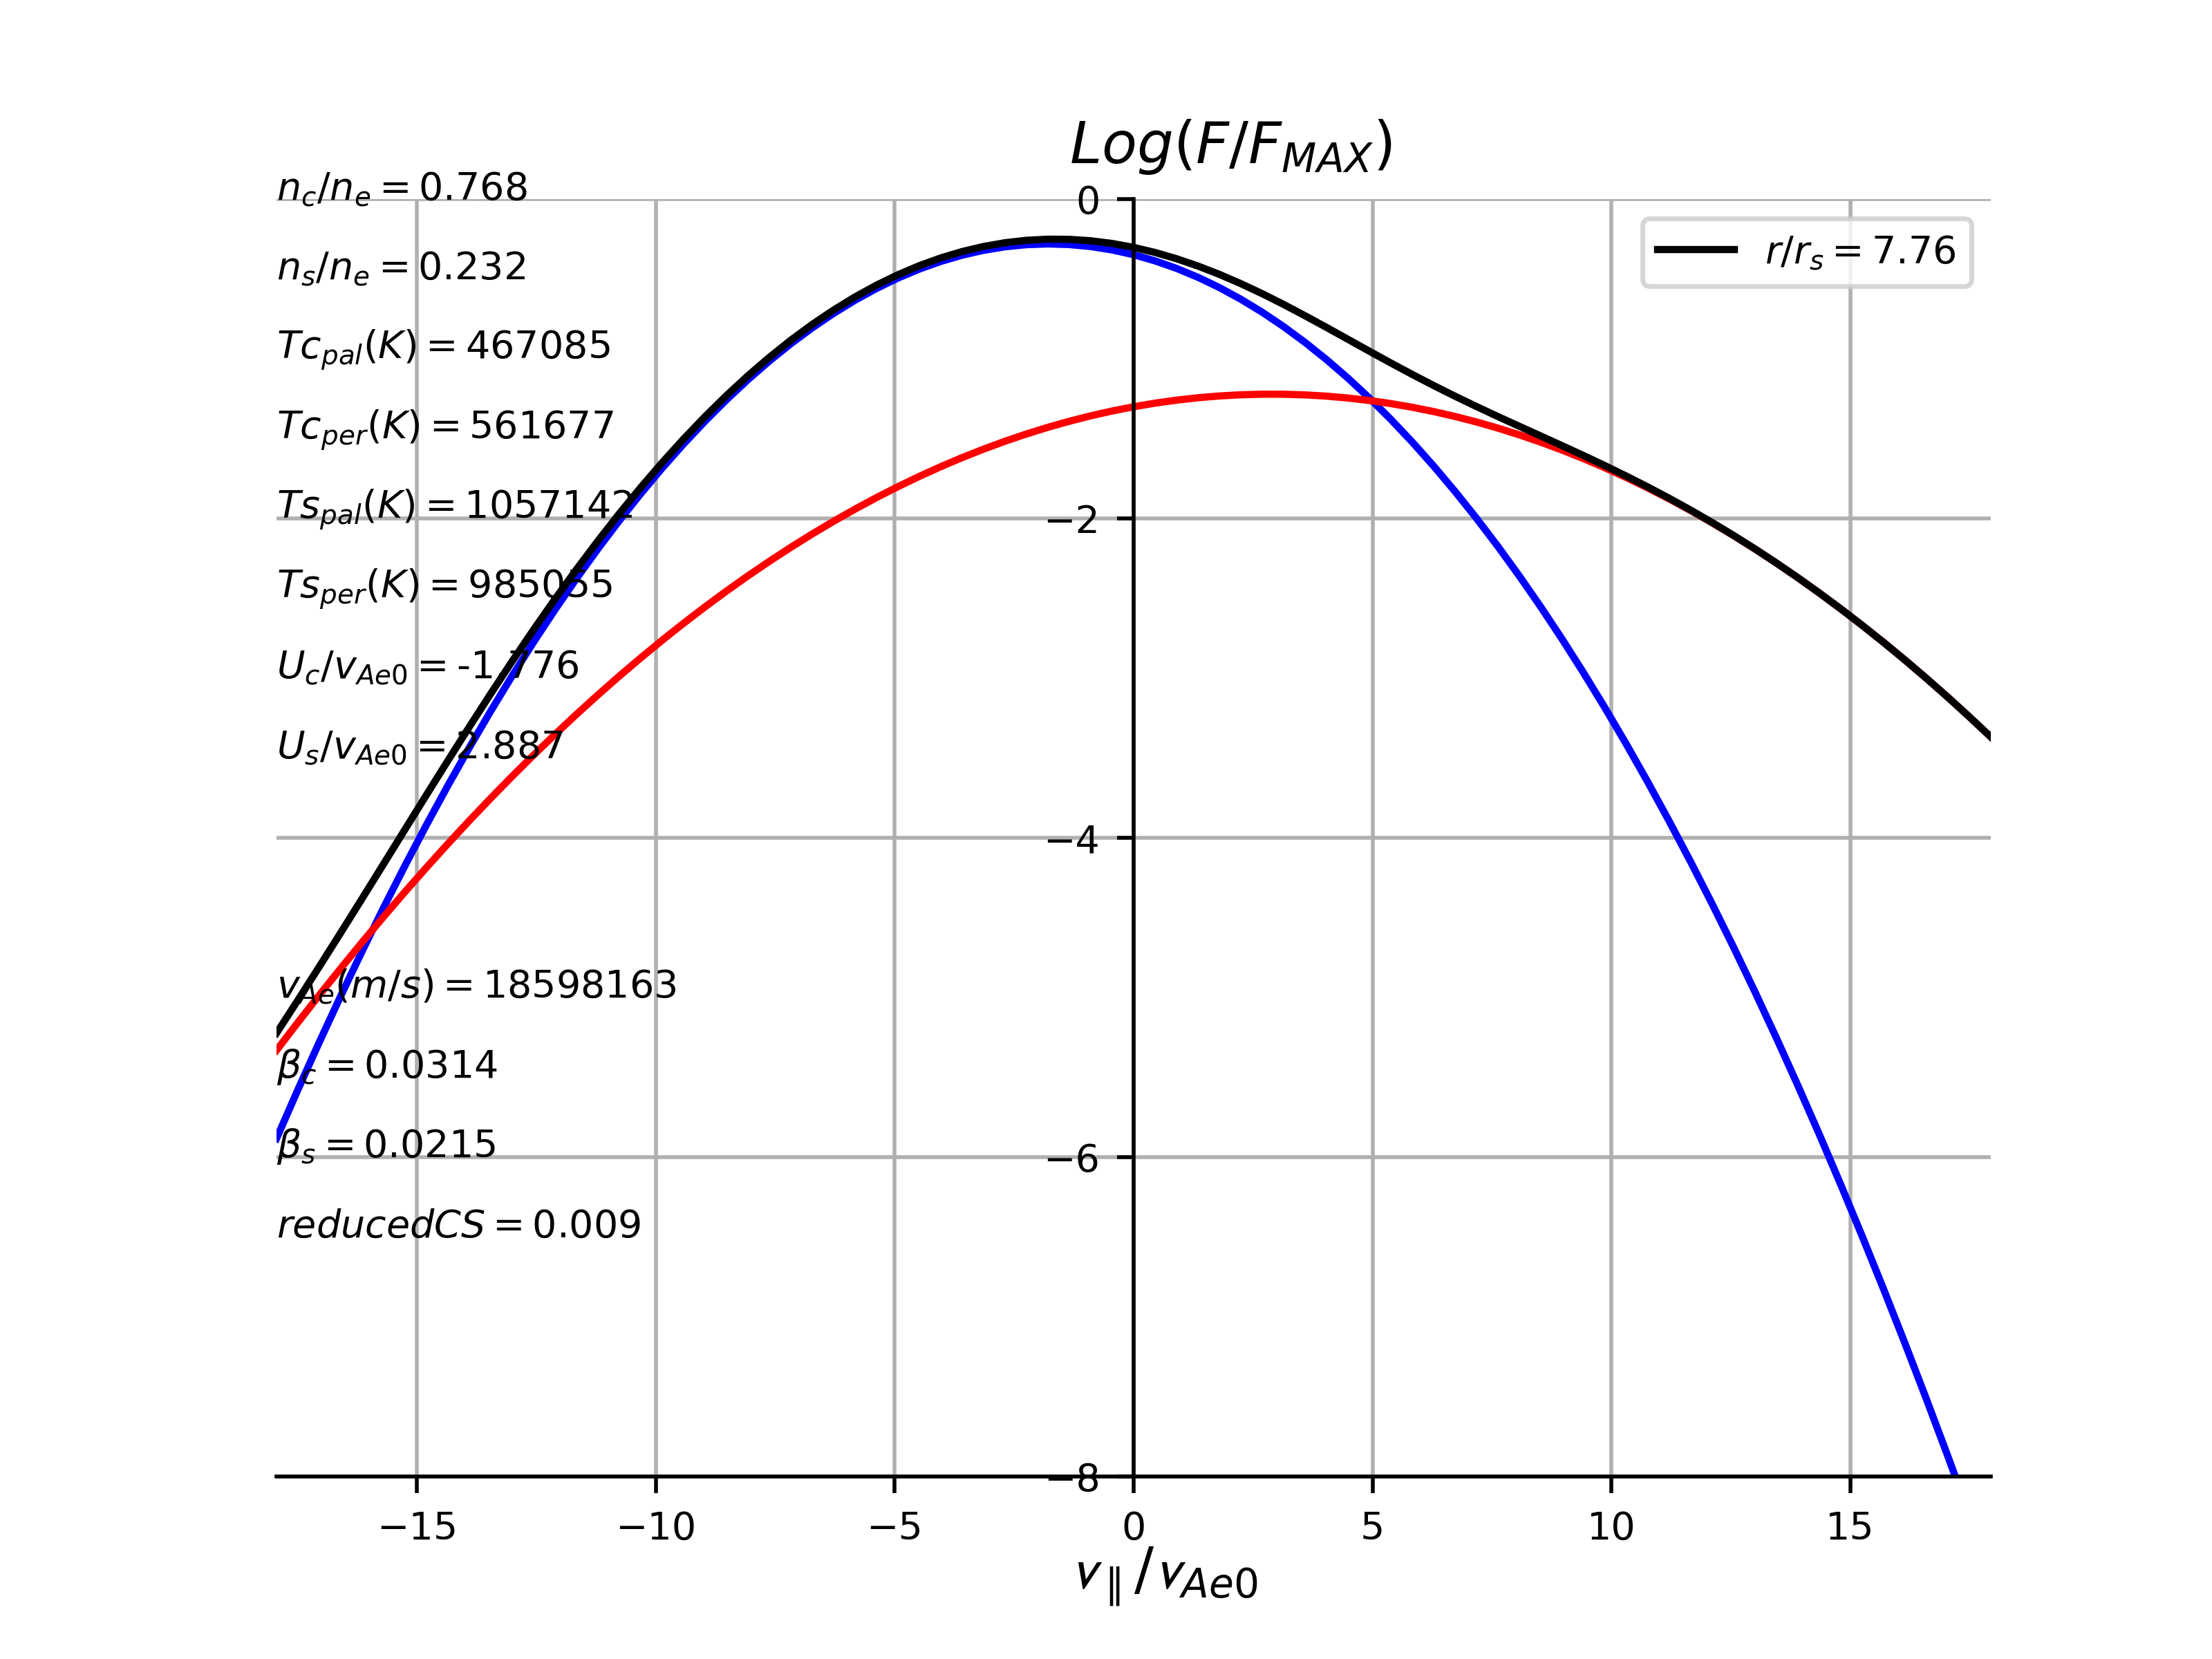 Log(F/F_MAX)
n_c/n_e = 0.768
0
r/r_s = 7.76
n_s/n_e = 0.232
Tc_pal(K) = 467085
Tc_per(K) = 561677
Ts_pal(K) = 1057142
−2
Ts_per(K) = 985055
U_c/v_Ae0 = -1.776
U_s/v_Ae0 = 2.887
−4
v_Ae(m/s) = 18598163
β_c = 0.0314
β_s = 0.0215
−6
reducedCS = 0.009
−8
−15 −10 −5 0 5 10 15
v_∥/v_Ae0